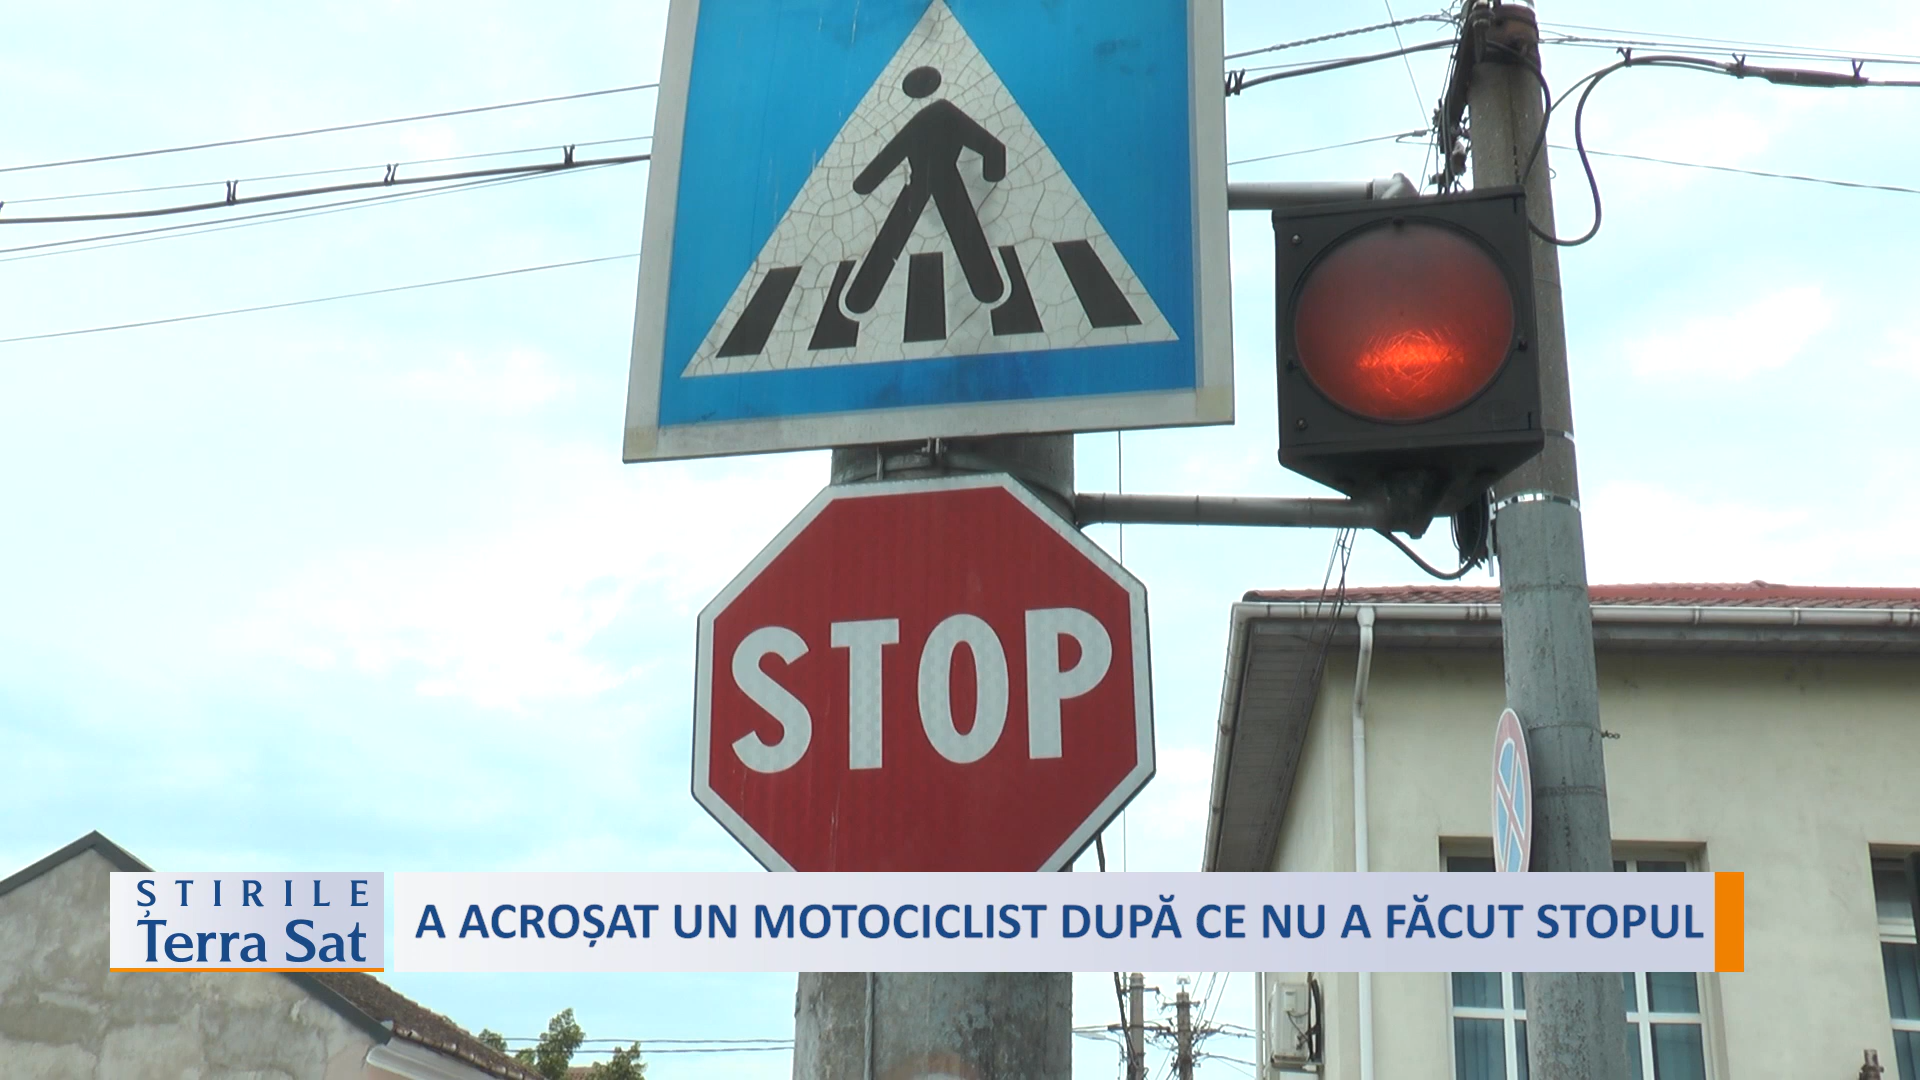 STOP
ȘTIRILE
Terra Sat
A ACROȘAT UN MOTOCICLIST DUPĂ CE NU A FĂCUT STOPUL